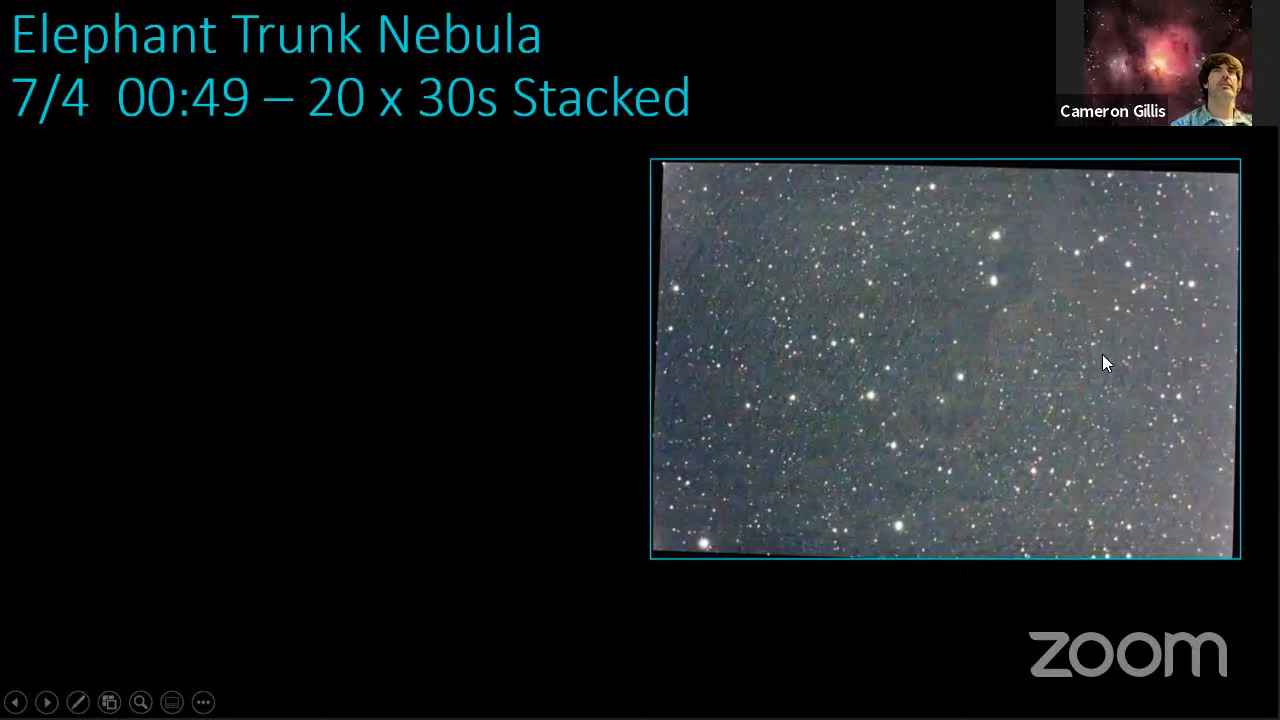 Elephant Trunk Nebula
7/4 00:49 – 20 x 30s Stacked
Cameron Gillis
zoom